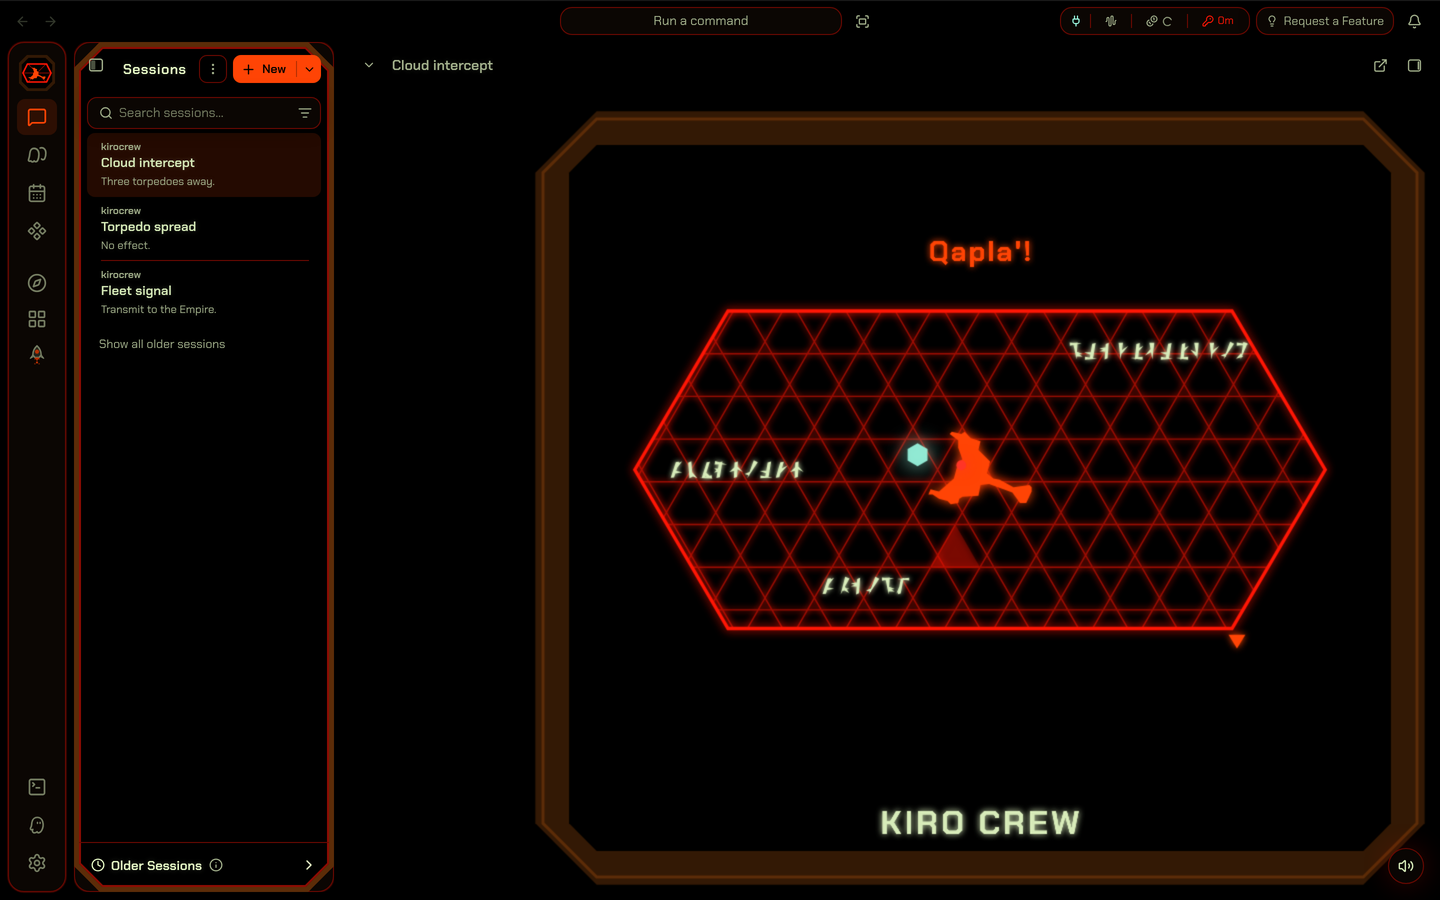 Run a command
0m
Request a Feature
Sessions
New
Cloud intercept
Search sessions...
kirocrew
Cloud intercept
Three torpedoes away.
kirocrew
Torpedo spread
No effect.
kirocrew
Fleet signal
Transmit to the Empire.
Show all older sessions
Older Sessions
Qapla'!
KIRO CREW